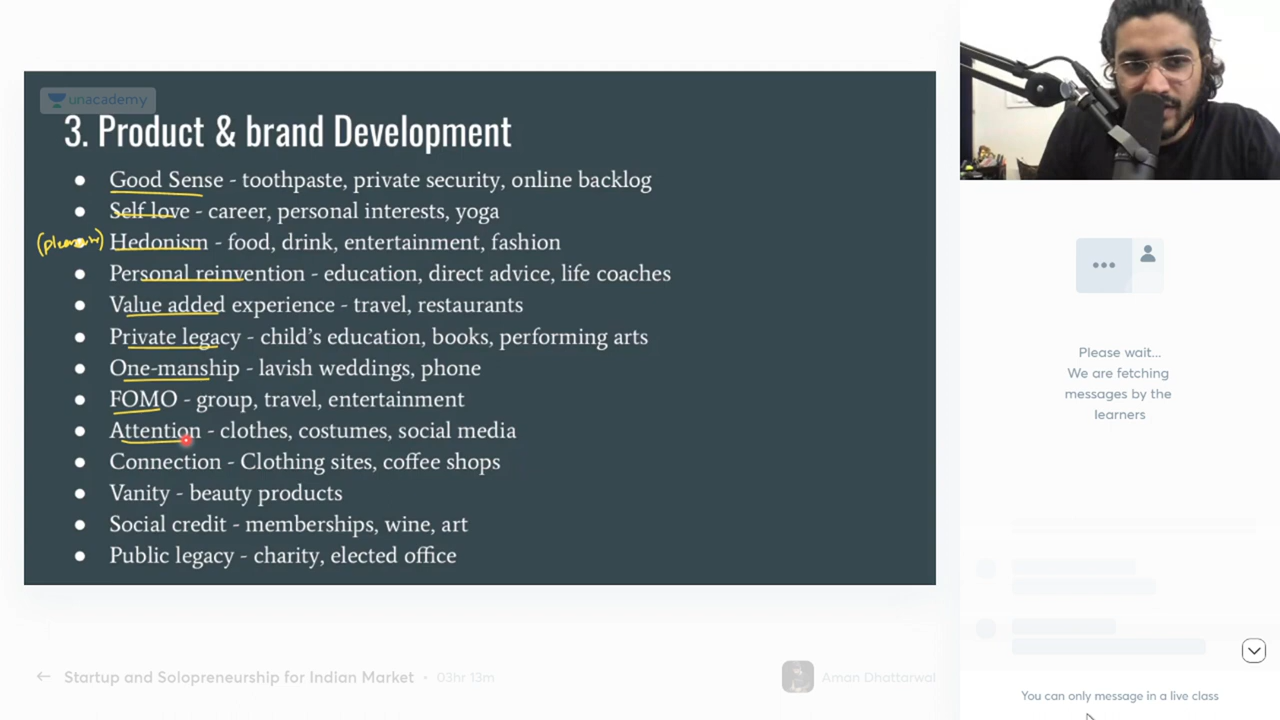 unacademy
3. Product & brand Development
Good Sense - toothpaste, private security, online backlog
Self love - career, personal interests, yoga
(pleasure)
Hedonism - food, drink, entertainment, fashion
Personal reinvention - education, direct advice, life coaches
Value added experience - travel, restaurants
Private legacy - child's education, books, performing arts
One-manship - lavish weddings, phone
FOMO - group, travel, entertainment
Attention - clothes, costumes, social media
Connection - Clothing sites, coffee shops
Vanity - beauty products
Social credit - memberships, wine, art
Public legacy - charity, elected office
Please wait...
We are fetching
messages by the
learners
Startup and Solopreneurship for Indian Market • 03hr 13m
Aman Dhattarwal
You can only message in a live class